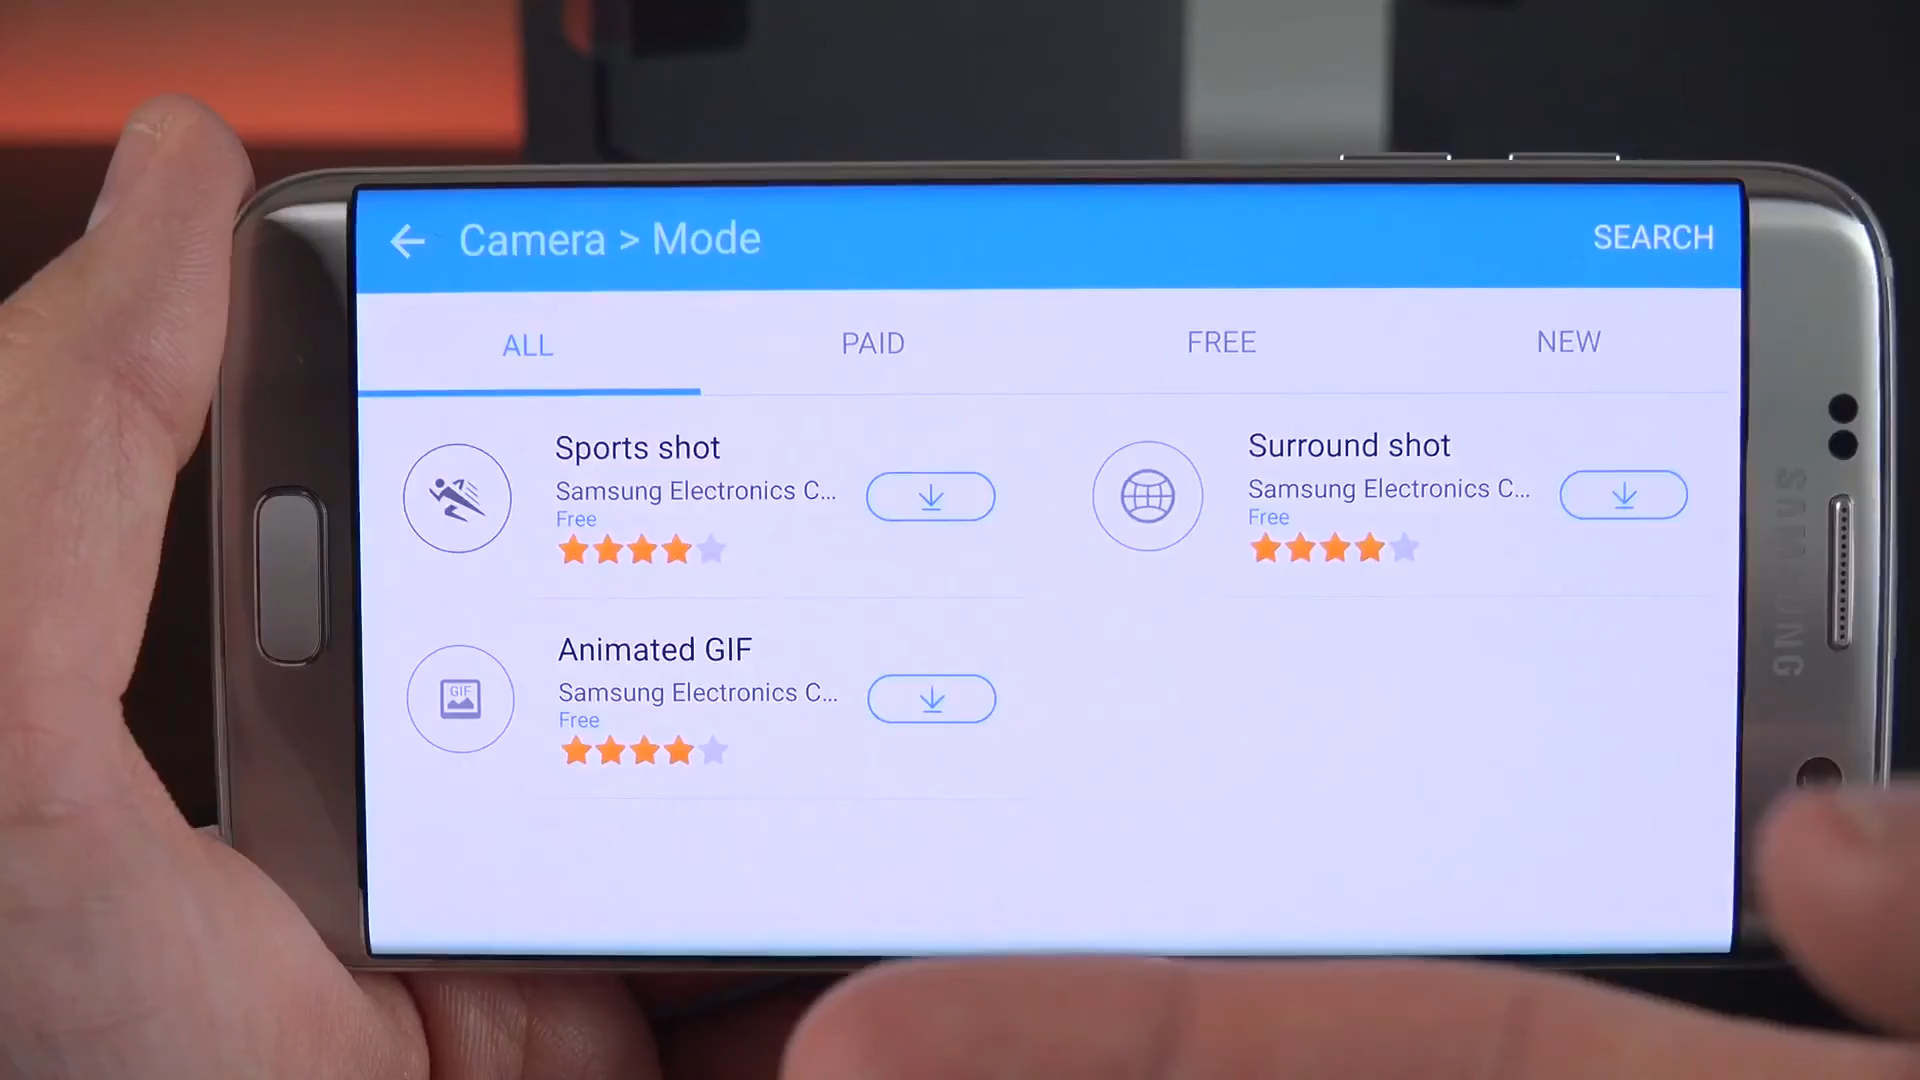 Camera > Mode
SEARCH
ALL
PAID
FREE
NEW
Sports shot
Samsung Electronics C...
Free
Surround shot
Samsung Electronics C...
Free
GIF
Animated GIF
Samsung Electronics C...
Free
SAMSUNG